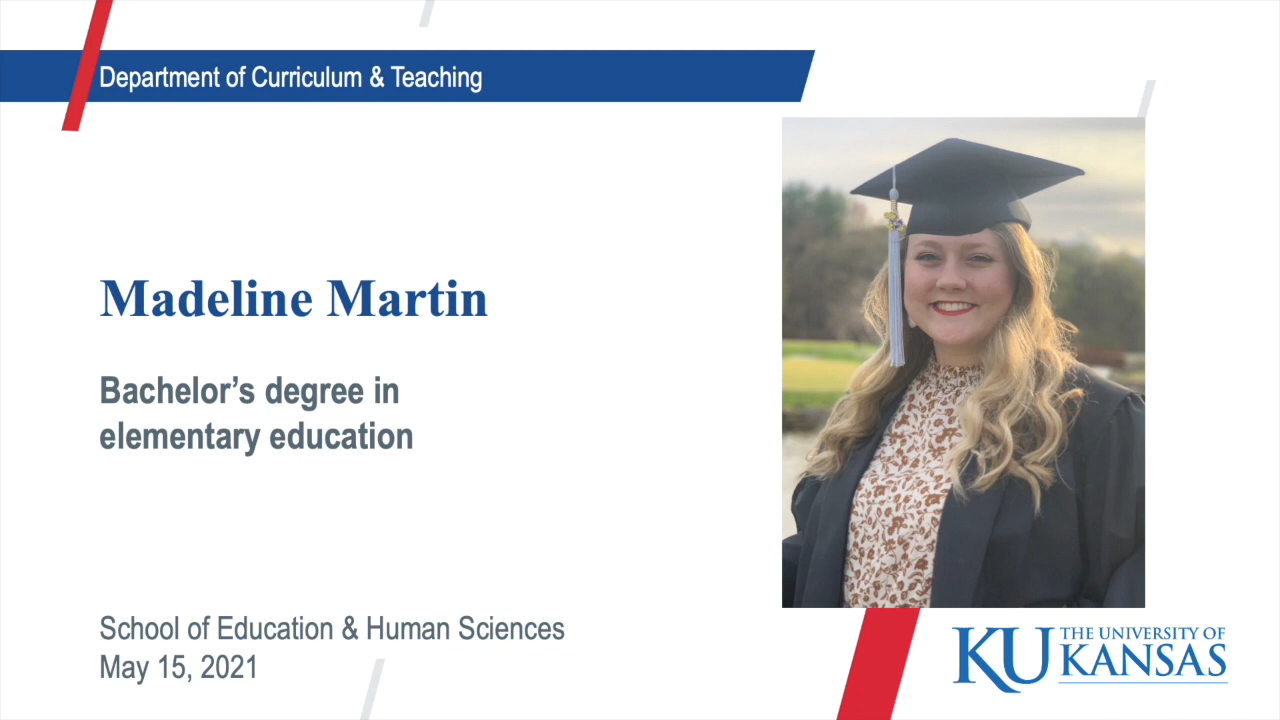 Department of Curriculum & Teaching
Madeline Martin
Bachelor’s degree in
elementary education
School of Education & Human Sciences
May 15, 2021
KU THE UNIVERSITY OF
KANSAS